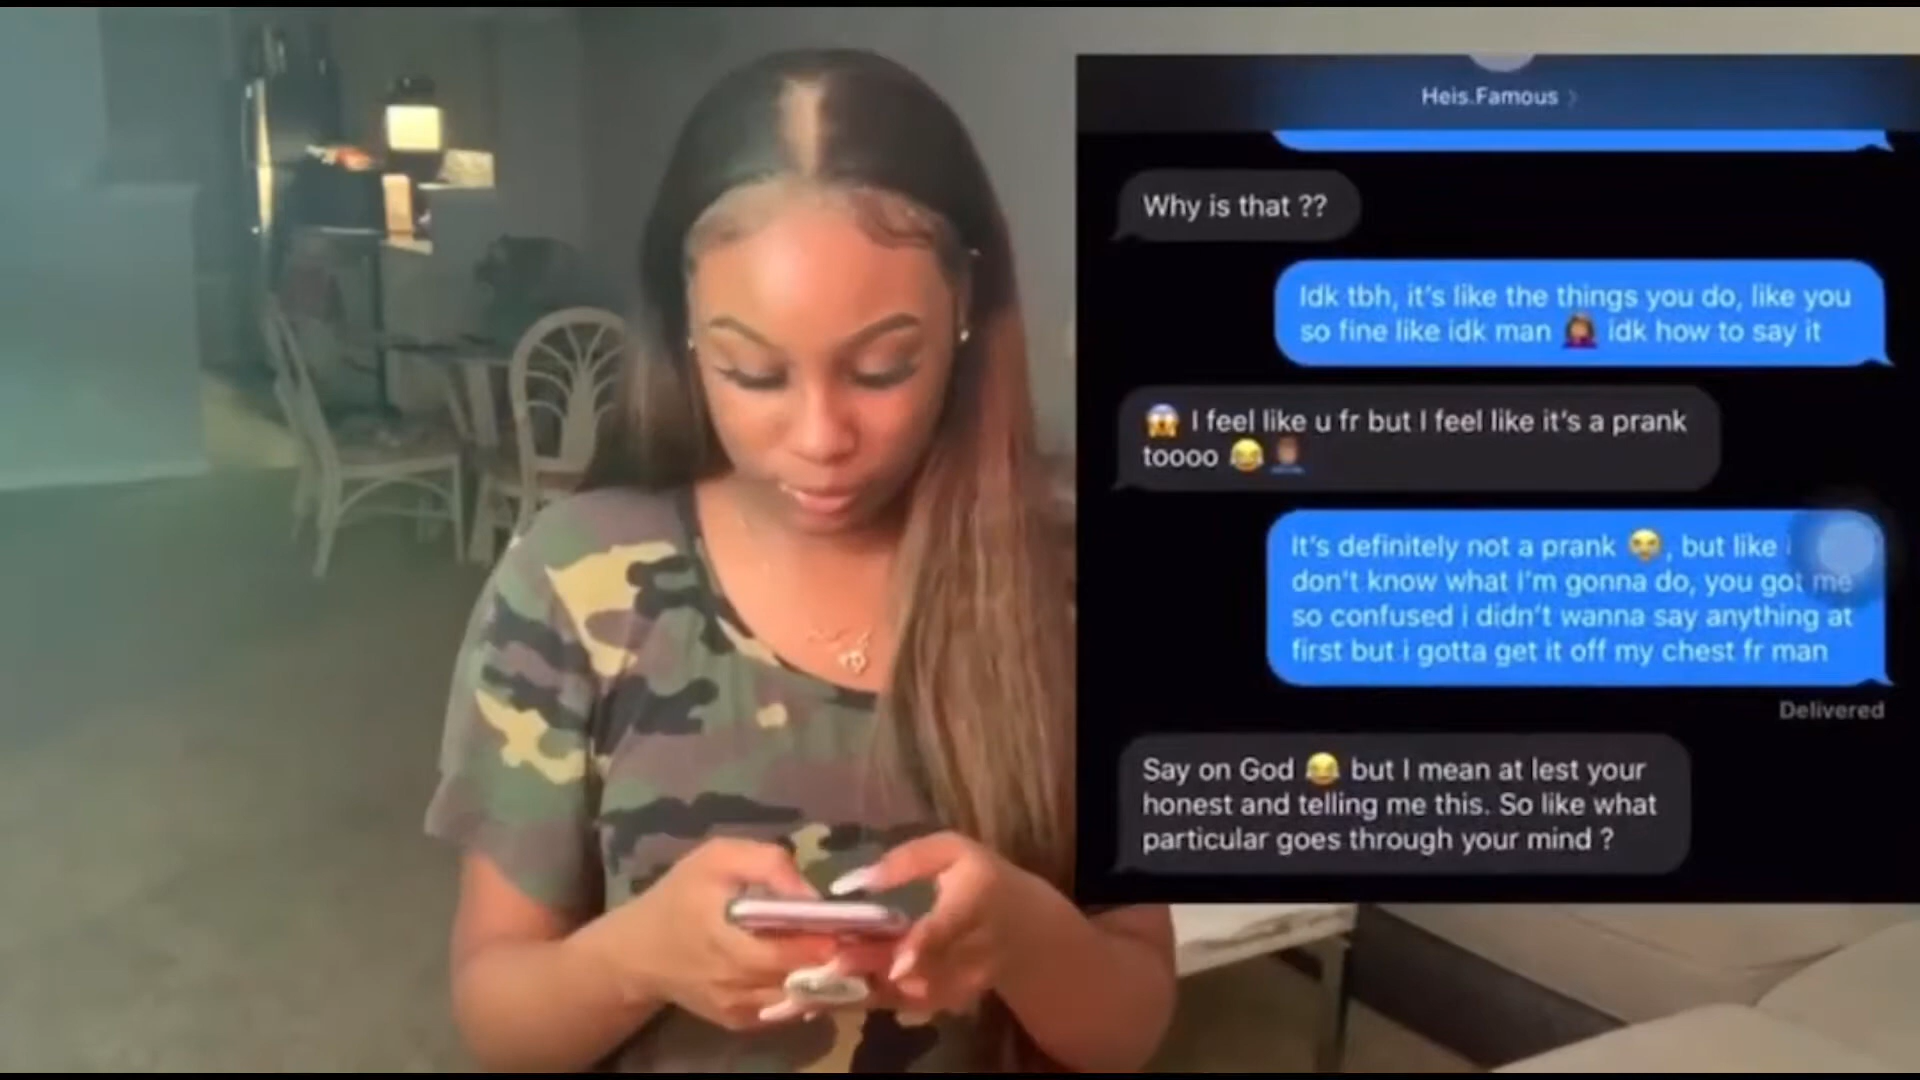 Heis.Famous
Why is that ??
Idk tbh, it's like the things you do, like you
so fine like idk man 🤦🏾‍♀️ idk how to say it
😱 I feel like u fr but I feel like it's a prank
toooo 😂🤦🏽‍♂️
It's definitely not a prank 😂, but like i
don't know what I'm gonna do, you got me
so confused i didn't wanna say anything at
first but i gotta get it off my chest fr man
Delivered
Say on God 😂 but I mean at lest your
honest and telling me this. So like what
particular goes through your mind ?